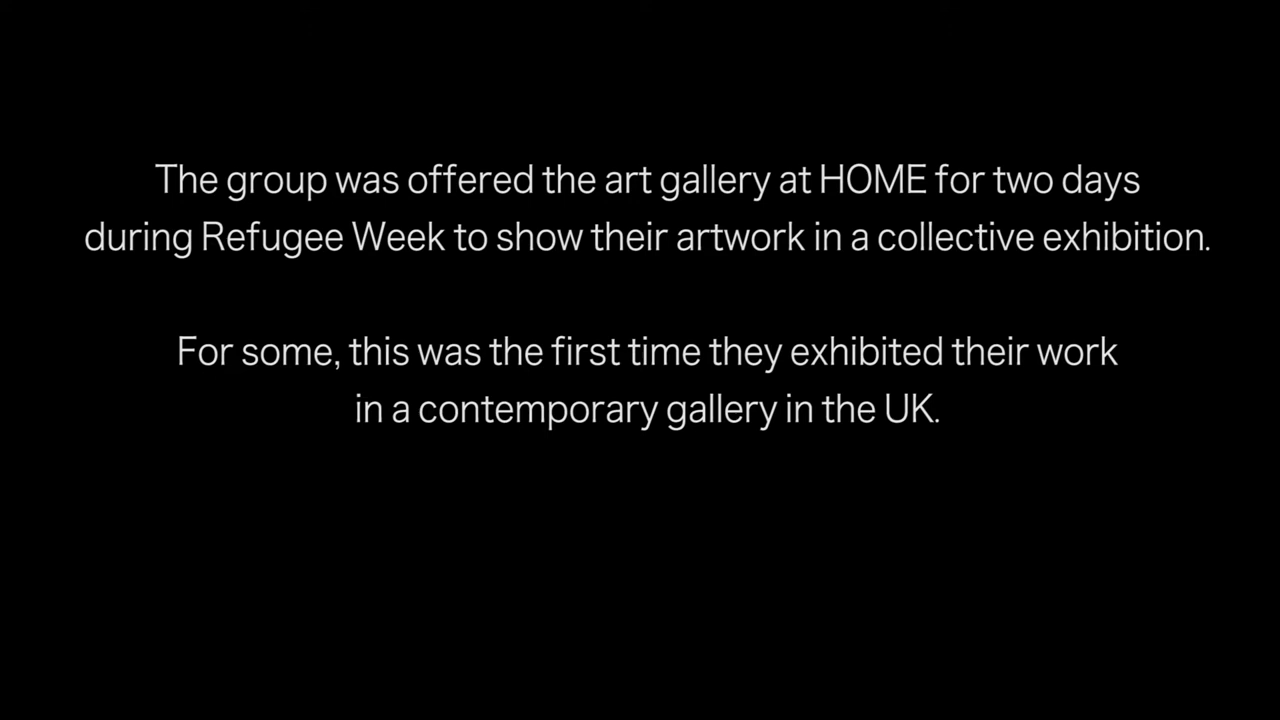 The group was offered the art gallery at HOME for two days
during Refugee Week to show their artwork in a collective exhibition.
For some, this was the first time they exhibited their work
in a contemporary gallery in the UK.